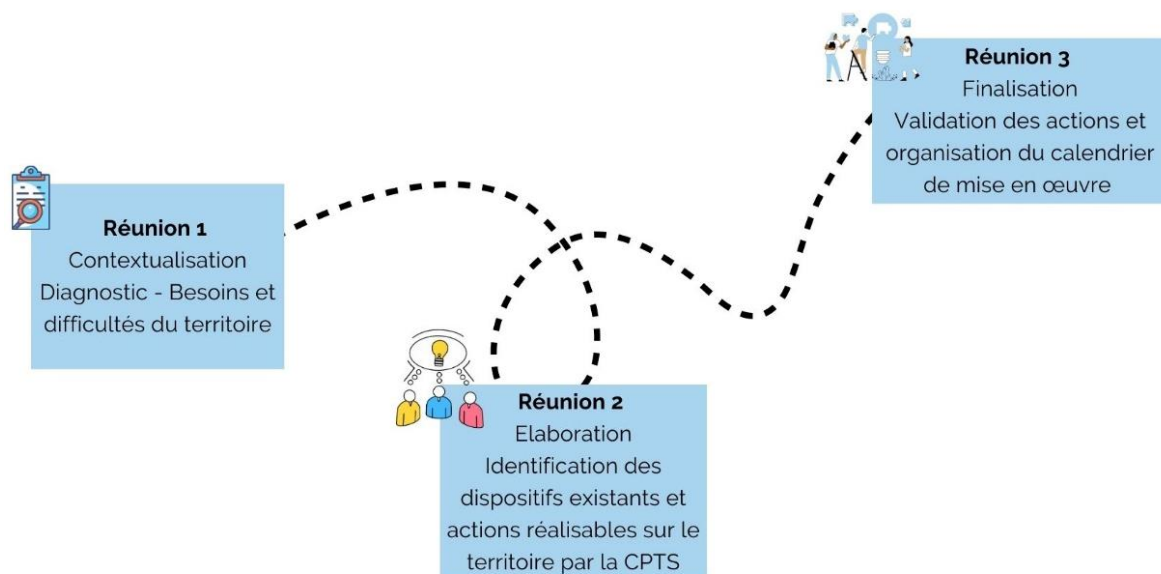 Réunion 1
Contextualisation
Diagnostic - Besoins et
difficultés du territoire
Réunion 2
Elaboration
Identification des
dispositifs existants et
actions réalisables sur le
territoire par la CPTS
Réunion 3
Finalisation
Validation des actions et
organisation du calendrier
de mise en œuvre